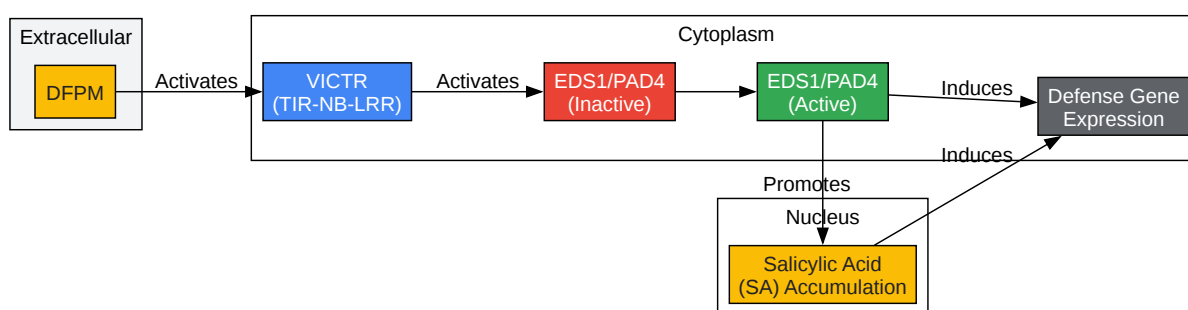 Extracellular
DFPM
Activates
Cytoplasm
VICTR
(TIR-NB-LRR)
Activates
EDS1/PAD4
(Inactive)
EDS1/PAD4
(Active)
Induces
Defense Gene
Expression
Induces
Promotes
Nucleus
Salicylic Acid
(SA) Accumulation